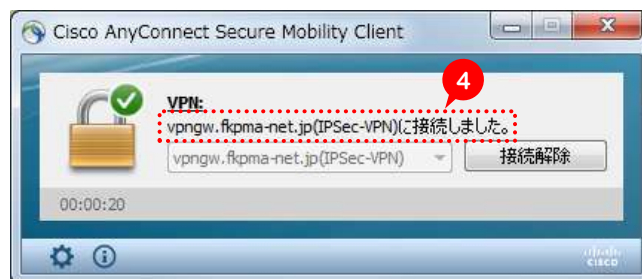 Cisco AnyConnect Secure Mobility Client
4
VPN:
vpngw.fkpma-net.jp(IPSec-VPN)に接続しました。
vpngw.fkpma-net.jp(IPSec-VPN)
接続解除
00:00:20
cisco